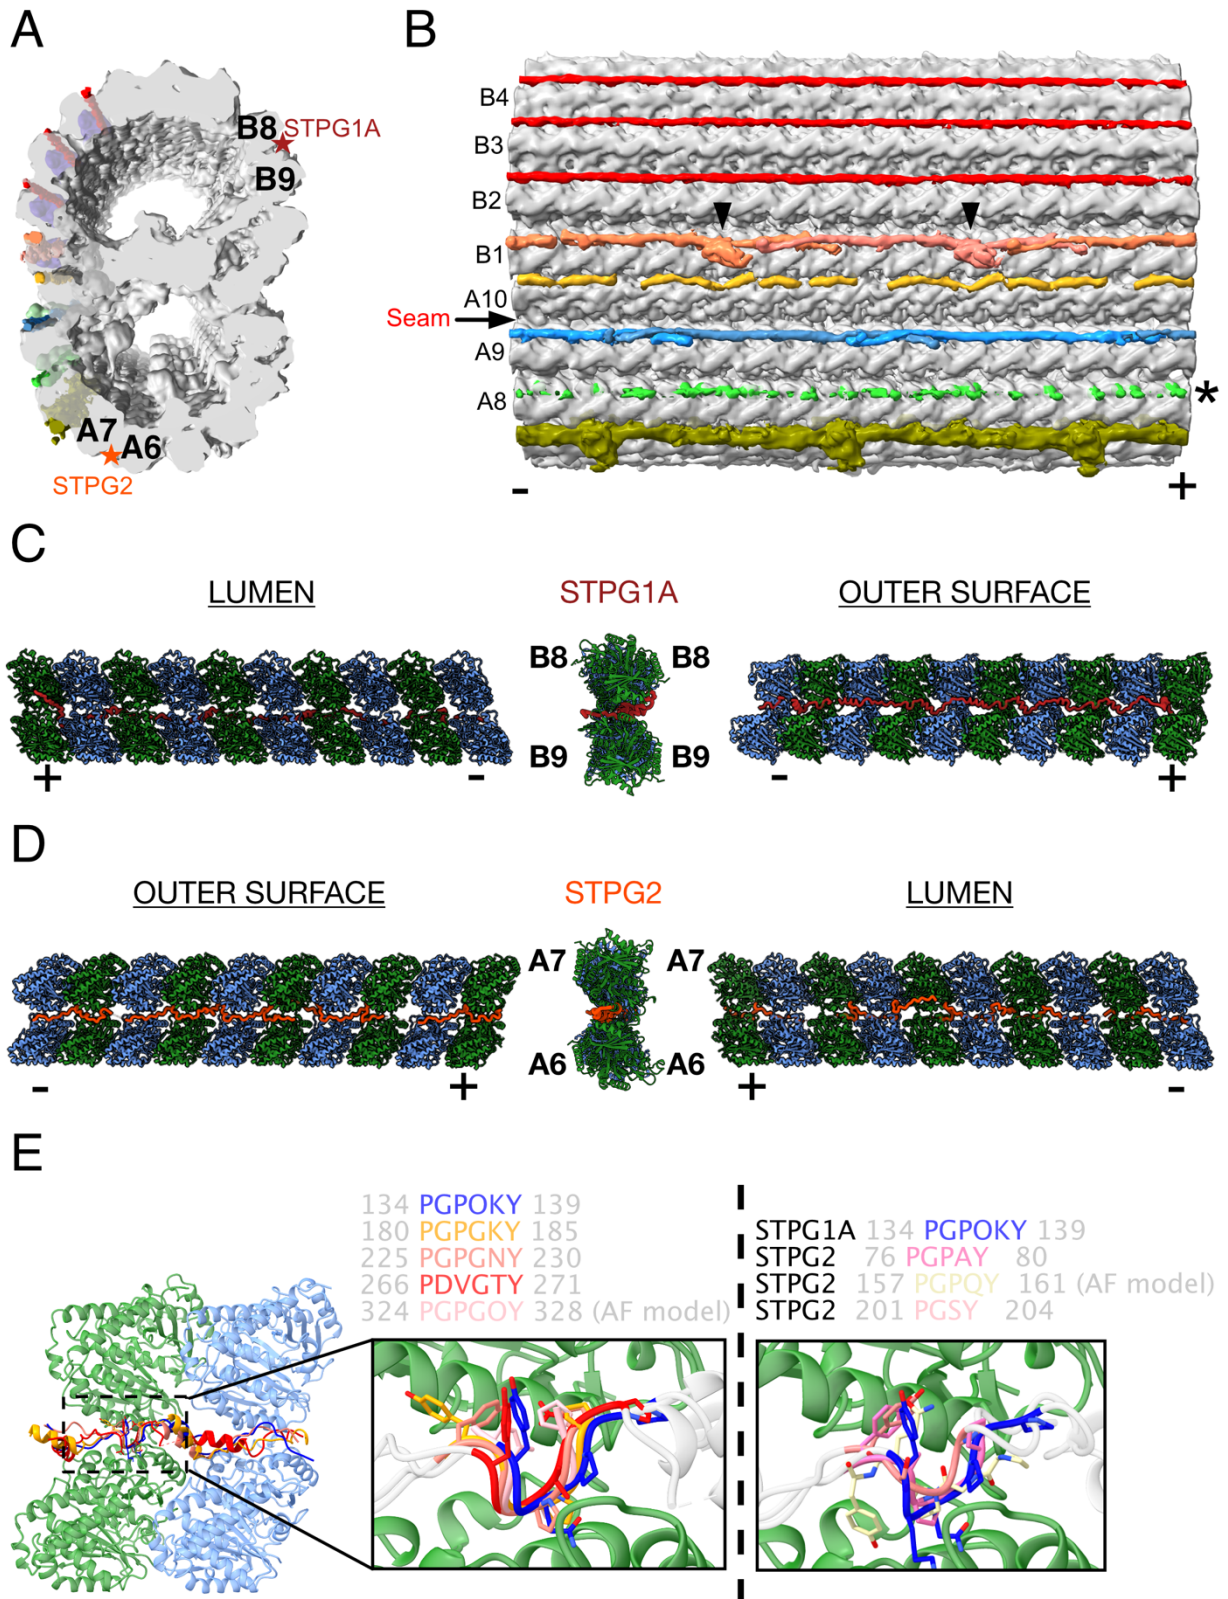 A
B8
STPG1A
B9
A7
A6
STPG2
B
B4
B3
B2
B1
A10
Seam
A9
A8
*
-
+
C
LUMEN
STPG1A
OUTER SURFACE
B8
B8
B9
B9
+
-
-
+
D
OUTER SURFACE
STPG2
LUMEN
A7
A7
A6
A6
-
+
+
-
E
134 PGPOKY 139
180 PGPGKY 185
225 PGPGNY 230
266 PDVGTY 271
324 PGPGOY 328 (AF model)
STPG1A 134 PGPOKY 139
STPG2 76 PGPAY 80
STPG2 157 PGPQY 161 (AF model)
STPG2 201 PGSY 204